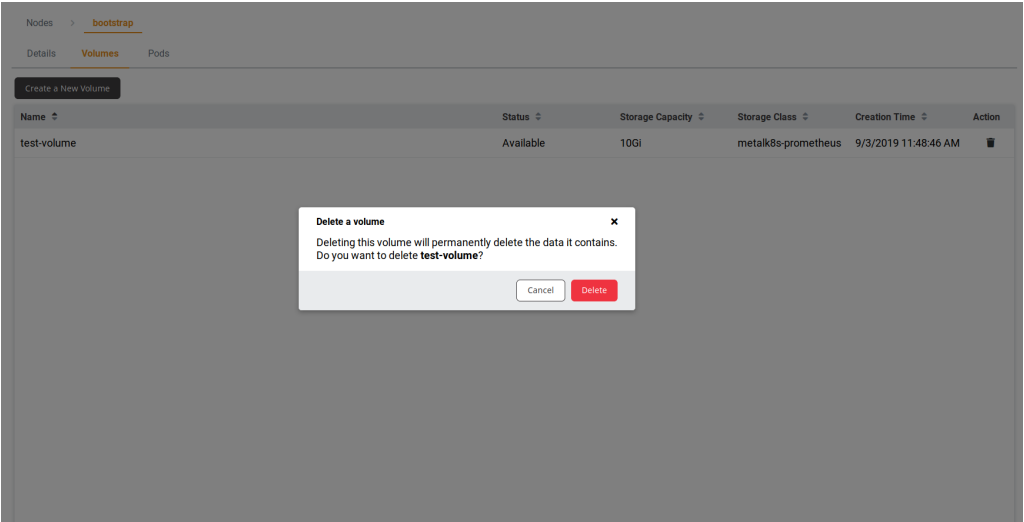 Nodes > bootstrap
Details Volumes Pods
Create a New Volume
Name Status Storage Capacity Storage Class Creation Time Action
test-volume Available 10Gi metalk8s-prometheus 9/3/2019 11:48:46 AM
Delete a volume
Deleting this volume will permanently delete the data it contains.
Do you want to delete test-volume?
Cancel Delete